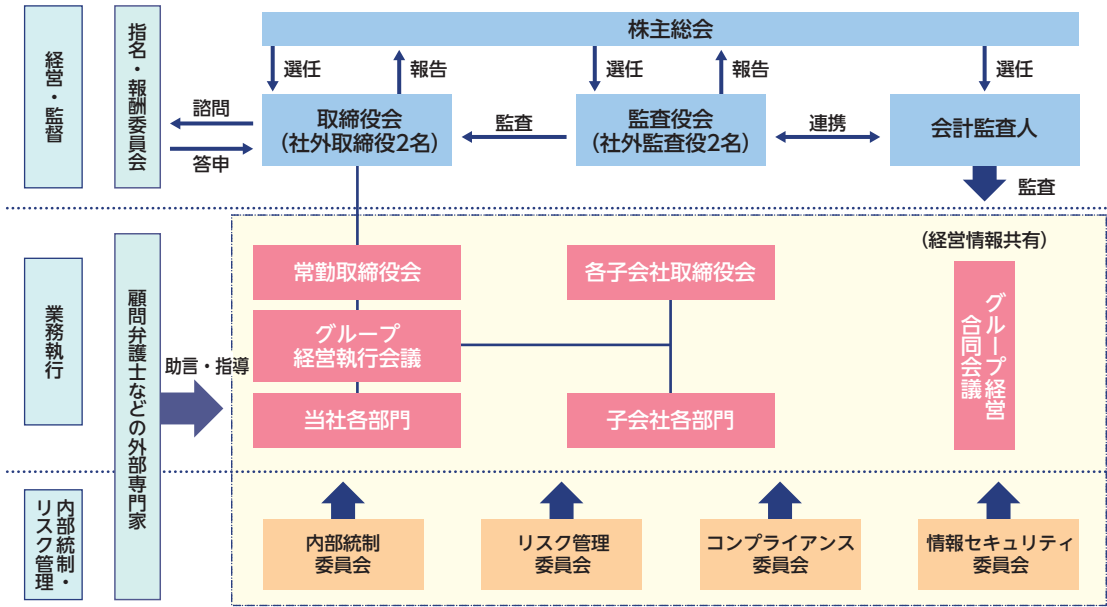 経営・監督
指名・報酬委員会
株主総会
選任
報告
選任
報告
選任
諮問
答申
取締役会
（社外取締役2名）
監査
監査役会
（社外監査役2名）
連携
会計監査人
監査
業務執行
顧問弁護士などの外部専門家
助言・指導
常勤取締役会
グループ
経営執行会議
当社各部門
各子会社取締役会
子会社各部門
（経営情報共有）
グループ経営
合同会議
内部統制・
リスク管理
内部統制
委員会
リスク管理
委員会
コンプライアンス
委員会
情報セキュリティ
委員会